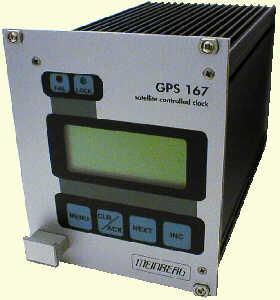 GPS 167
satellite controlled clock
FAIL LOCK
MENU CLR/ACK NEXT INC
MEINBERG